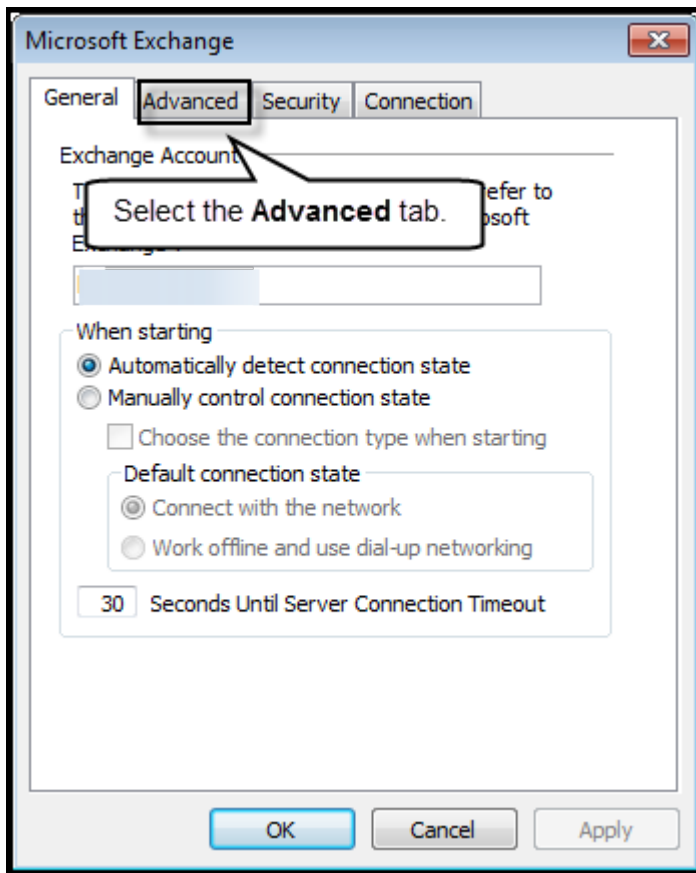 Microsoft Exchange
General Advanced Security Connection
Exchange Account
efer to
Select the Advanced tab.
osoft
When starting
Automatically detect connection state
Manually control connection state
Choose the connection type when starting
Default connection state
Connect with the network
Work offline and use dial-up networking
30 Seconds Until Server Connection Timeout
OK Cancel Apply